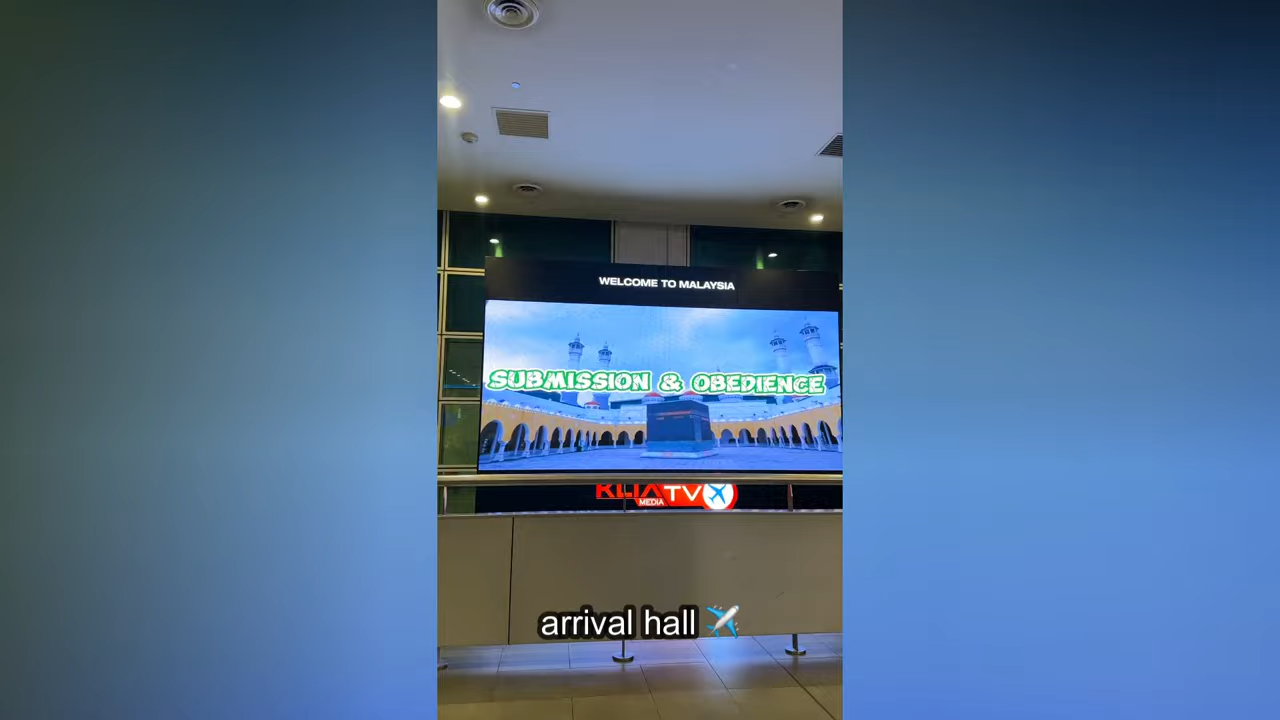 WELCOME TO MALAYSIA
SUBMISSION & OBEDIENCE
KLIA TV
MEDIA
arrival hall ✈️